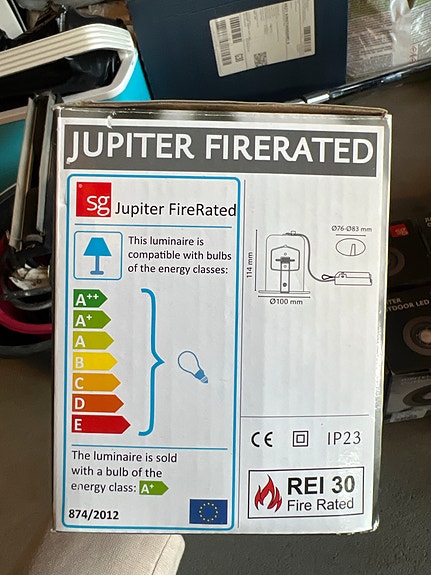 JUPITER FIRERATED
sg Jupiter FireRated
This luminaire is
compatible with bulbs
of the energy classes:
A++
A+
A
B
C
D
E
The luminaire is sold
with a bulb of the
energy class: A+
874/2012
Ø76-Ø83 mm
114 mm
Ø100 mm
CE IP23
REI 30
Fire Rated
OUTDOOR LED